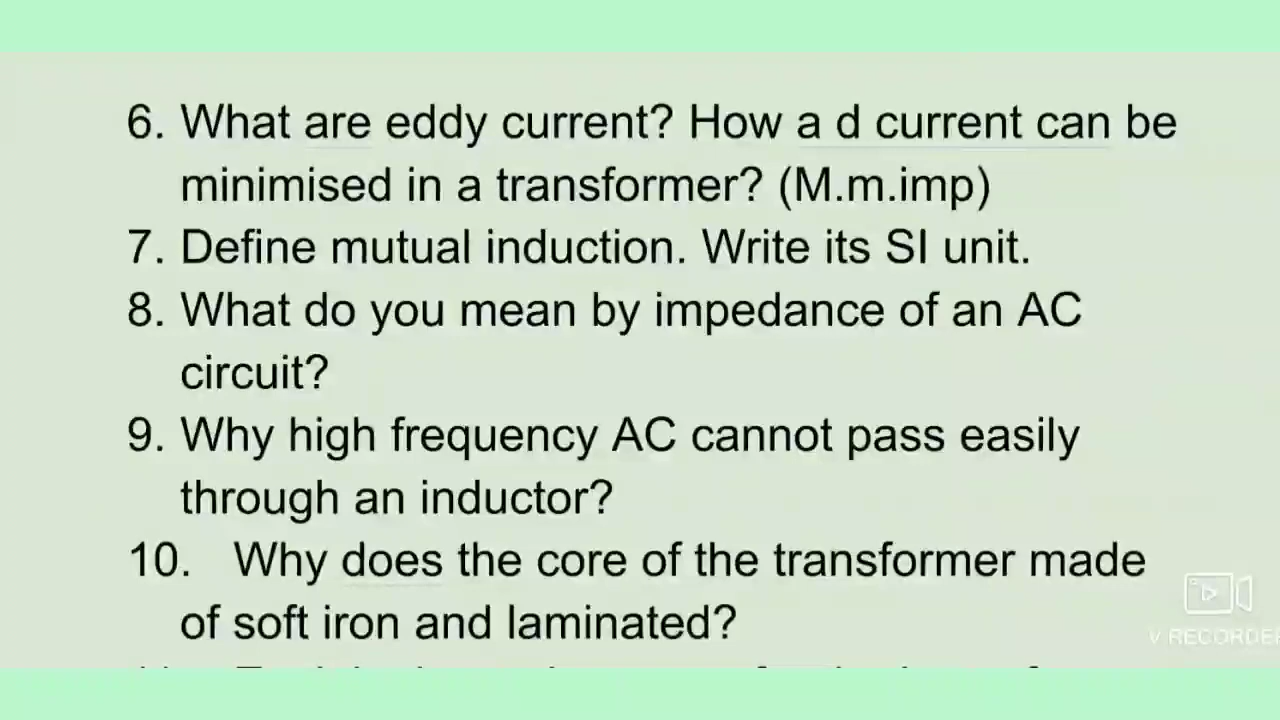 6. What are eddy current? How a d current can be
minimised in a transformer? (M.m.imp)
7. Define mutual induction. Write its SI unit.
8. What do you mean by impedance of an AC
circuit?
9. Why high frequency AC cannot pass easily
through an inductor?
10. Why does the core of the transformer made
of soft iron and laminated?
V RECORDER